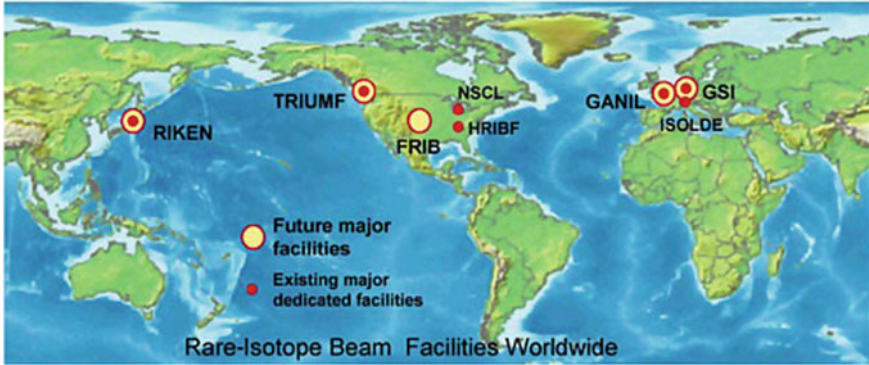 NSCL
TRIUMF
GANIL
GSI
RIKEN
HRIBF
ISOLDE
FRIB
Future major
facilities
Existing major
dedicated facilities
Rare-Isotope Beam Facilities Worldwide